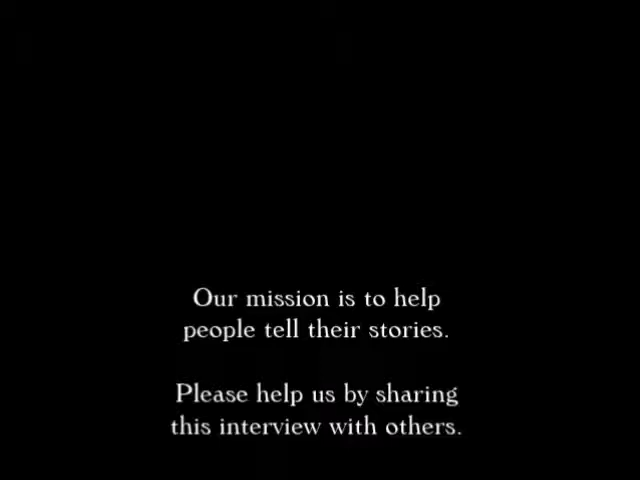 Our mission is to help
people tell their stories.
Please help us by sharing
this interview with others.